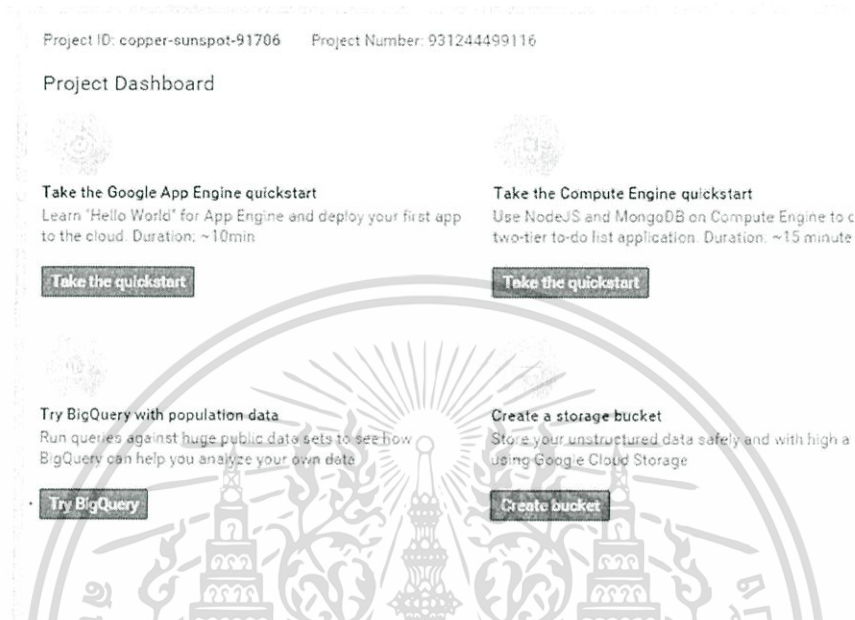 Project ID: copper-sunspot-91706 Project Number: 931244499116
Project Dashboard
Take the Google App Engine quickstart
Learn "Hello World" for App Engine and deploy your first app
to the cloud. Duration: ~10min
Take the quickstart
Take the Compute Engine quickstart
Use NodeJS and MongoDB on Compute Engine to c
two-tier to-do list application. Duration: ~15 minute
Take the quickstart
Try BigQuery with population data
Run queries against huge public data sets to see how
BigQuery can help you analyze your own data
Try BigQuery
Create a storage bucket
Store your unstructured data safely and with high a
using Google Cloud Storage
Create bucket